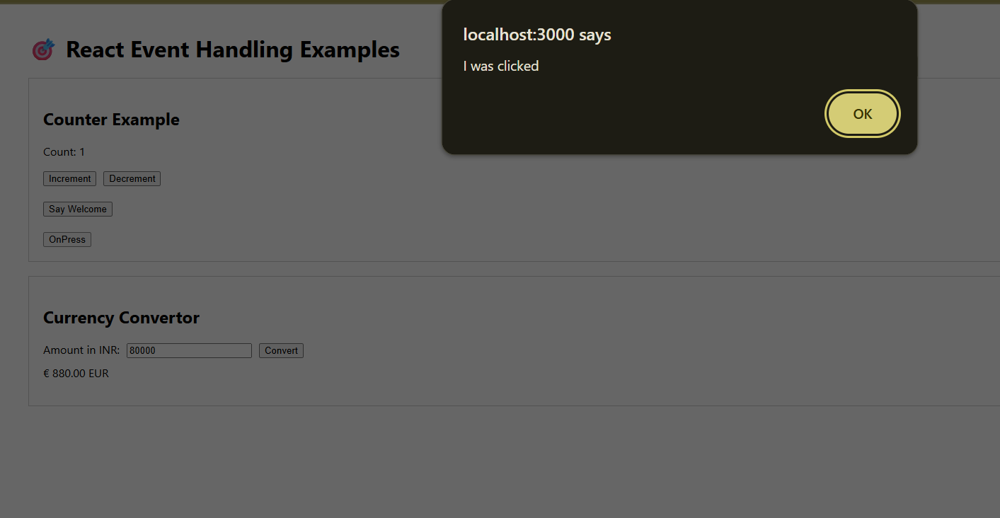 localhost:3000 says
I was clicked
OK
🎯 React Event Handling Examples
Counter Example
Count: 1
Increment Decrement
Say Welcome
OnPress
Currency Convertor
Amount in INR: 80000 Convert
€ 880.00 EUR